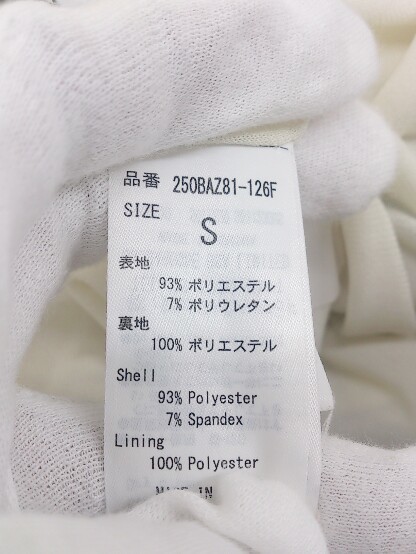 品番 250BAZ81-126F
SIZE
S
表地
93% ポリエステル
7% ポリウレタン
裏地
100% ポリエステル
Shell
93% Polyester
7% Spandex
Lining
100% Polyester